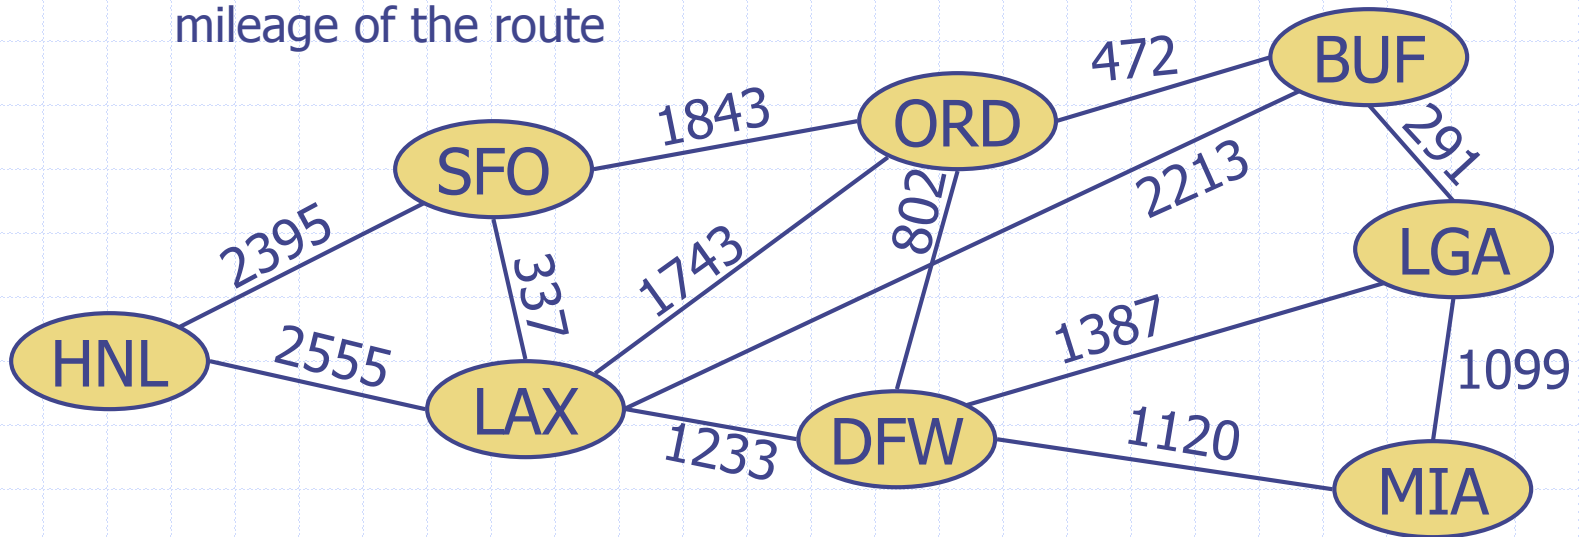 mileage of the route
BUF
472
ORD
1843
291
SFO
2213
802
LGA
2395
1743
337
1387
HNL
2555
1099
LAX
DFW
1233
1120
MIA